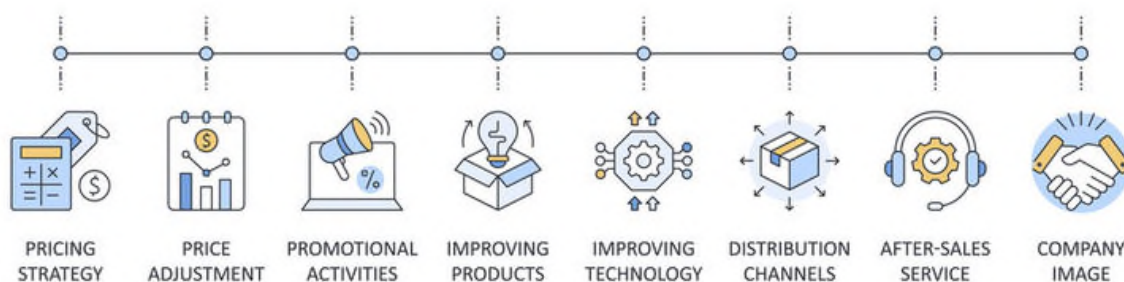 PRICING
STRATEGY
PRICE
ADJUSTMENT
PROMOTIONAL
ACTIVITIES
IMPROVING
PRODUCTS
IMPROVING
TECHNOLOGY
DISTRIBUTION
CHANNELS
AFTER-SALES
SERVICE
COMPANY
IMAGE